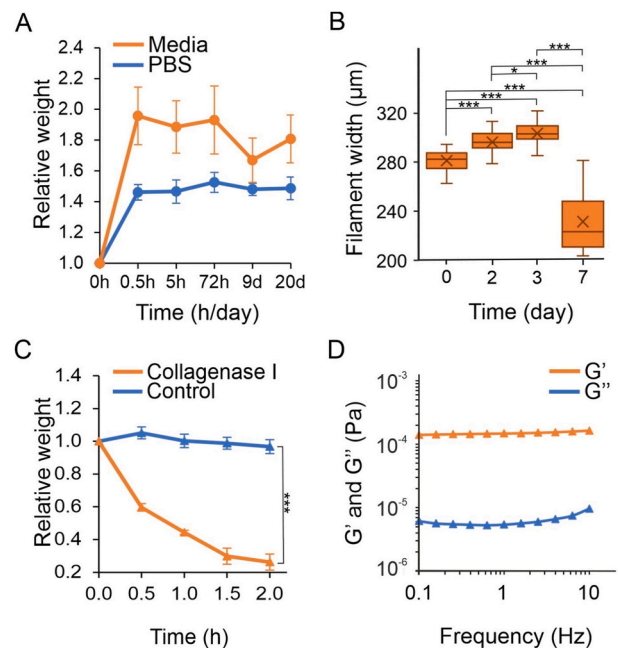 A
Media
PBS
Relative weight
2.4
2.2
2.0
1.8
1.6
1.4
1.2
1.0
0h 0.5h 5h 72h 9d 20d
Time (h/day)
B
Filament width (µm)
320
280
240
200
***
***
*
***
***
***
0 2 3 7
Time (day)
C
Collagenase I
Control
Relative weight
1.4
1.2
1.0
0.8
0.6
0.4
0.2
***
0.0 0.5 1.0 1.5 2.0
Time (h)
D
G'
G''
G' and G'' (Pa)
10⁻³
10⁻⁴
10⁻⁵
10⁻⁶
0.1 1 10
Frequency (Hz)